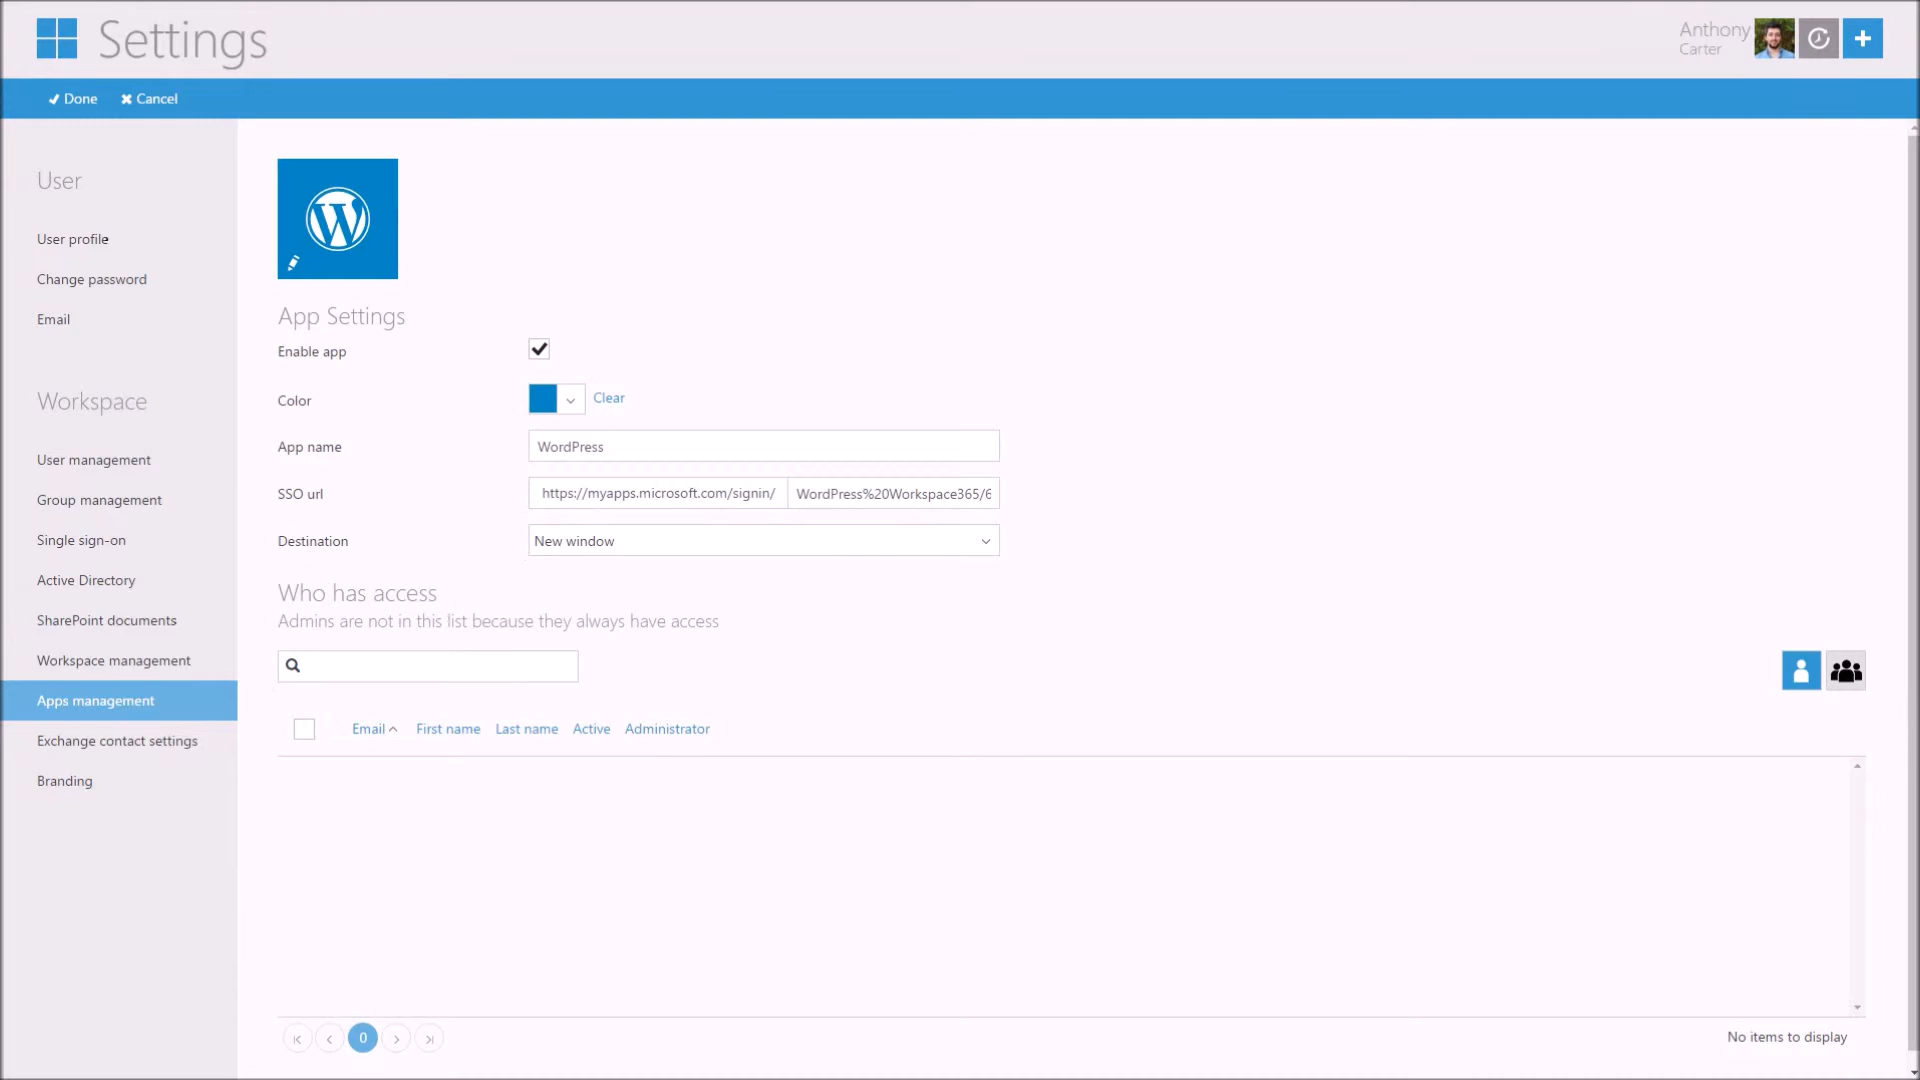 Settings
Anthony
Carter
Done
Cancel
User
User profile
Change password
Email
Workspace
User management
Group management
Single sign-on
Active Directory
SharePoint documents
Workspace management
Apps management
Exchange contact settings
Branding
App Settings
Enable app
Color
Clear
App name
WordPress
SSO url
https://myapps.microsoft.com/signin/
WordPress%20Workspace365/6
Destination
New window
Who has access
Admins are not in this list because they always have access
Email First name Last name Active Administrator
0
No items to display